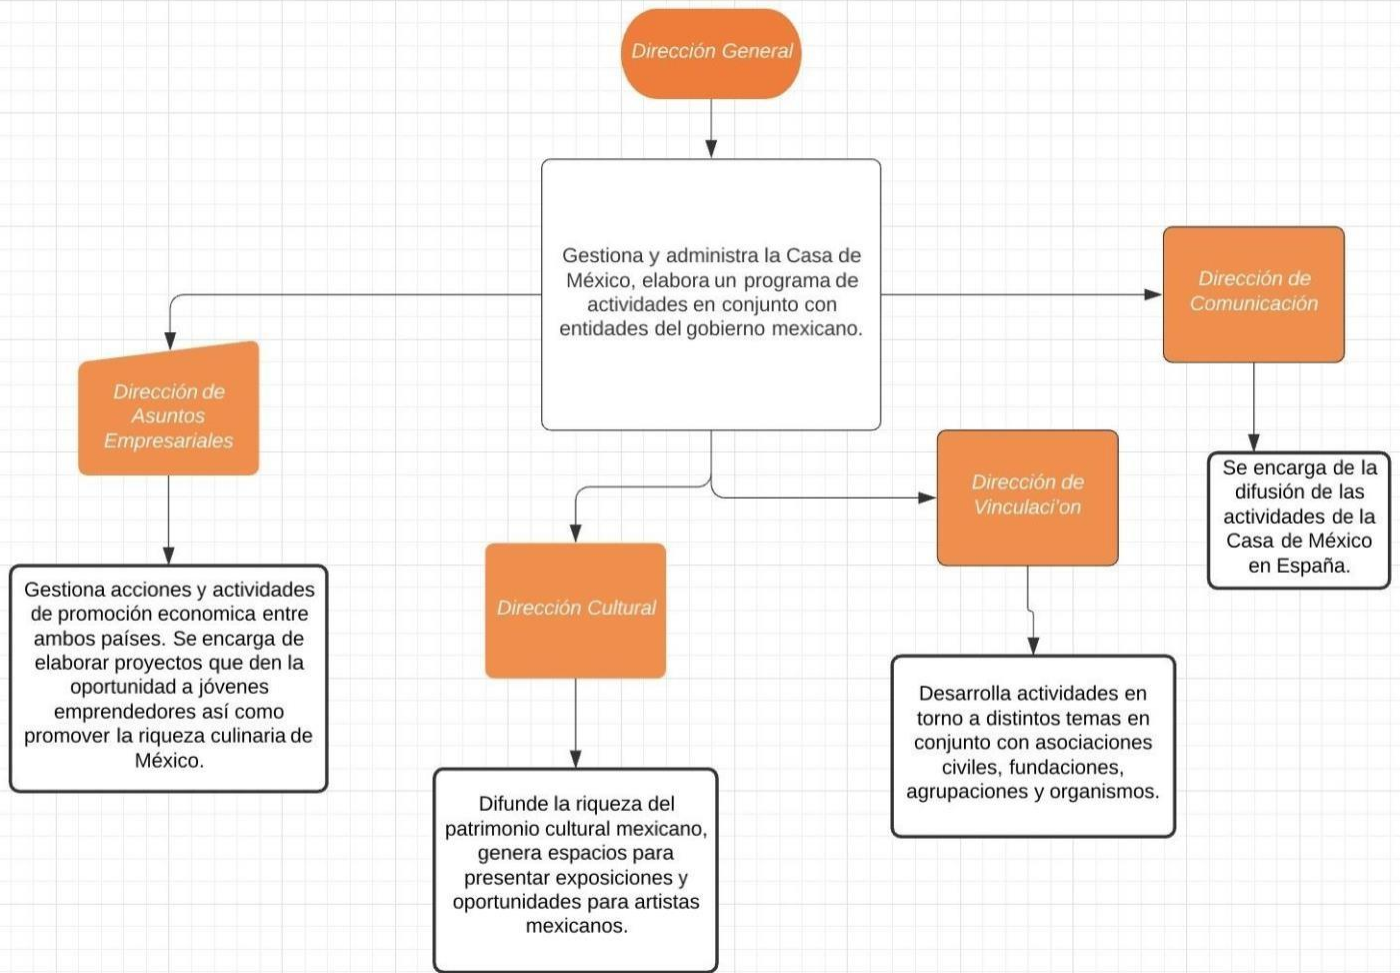 Dirección General
Gestiona y administra la Casa de
México, elabora un programa de
actividades en conjunto con
entidades del gobierno mexicano.
Dirección de
Comunicación
Se encarga de la
difusión de las
actividades de la
Casa de México
en España.
Dirección de
Asuntos
Empresariales
Gestiona acciones y actividades
de promoción economica entre
ambos países. Se encarga de
elaborar proyectos que den la
oportunidad a jóvenes
emprendedores así como
promover la riqueza culinaria de
México.
Dirección Cultural
Difunde la riqueza del
patrimonio cultural mexicano,
genera espacios para
presentar exposiciones y
oportunidades para artistas
mexicanos.
Dirección de
Vinculaci'on
Desarrolla actividades en
torno a distintos temas en
conjunto con asociaciones
civiles, fundaciones,
agrupaciones y organismos.